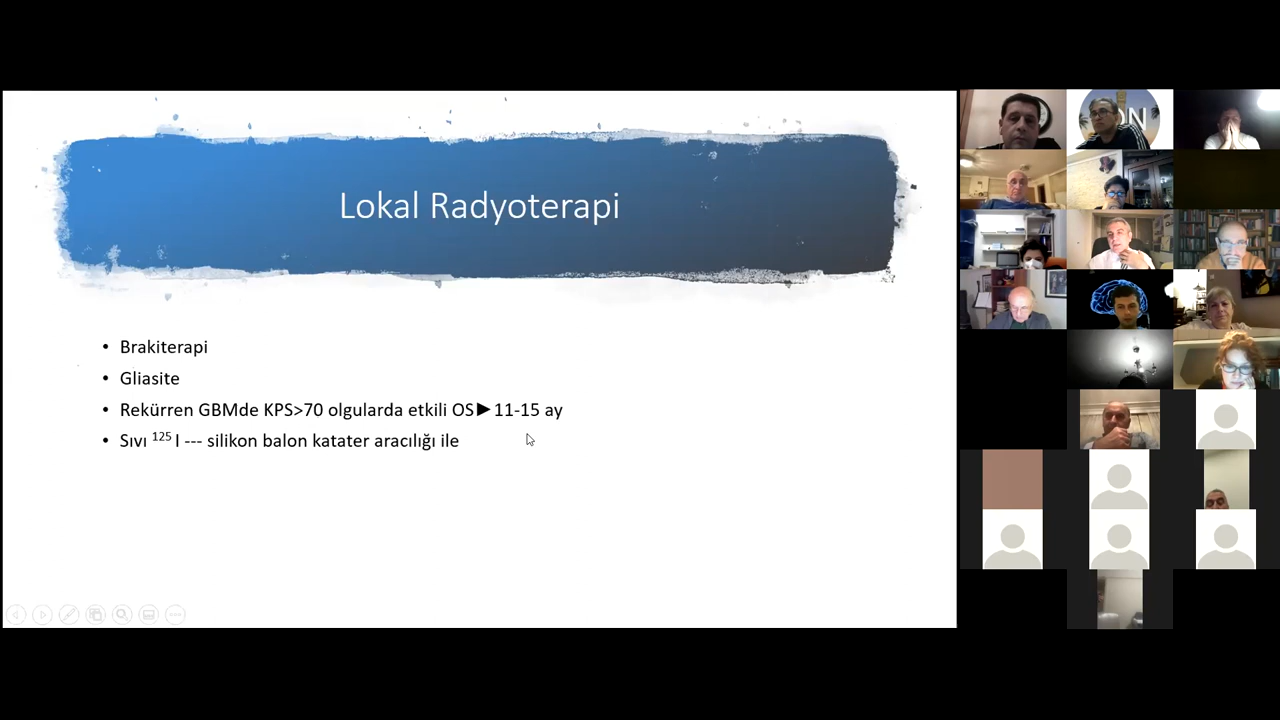 Lokal Radyoterapi
• Brakiterapi
• Gliasite
• Rekürren GBMde KPS>70 olgularda etkili OS►11-15 ay
• Sıvı ¹²⁵ I --- silikon balon katater aracılığı ile